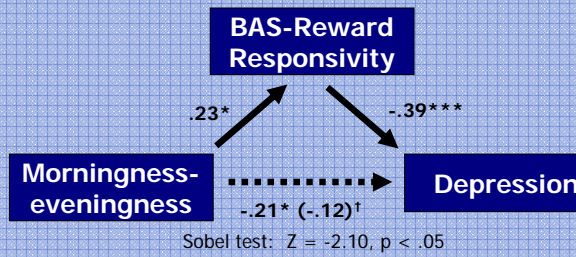 BAS-Reward
Responsivity
.23*
-.39***
Morningness-
eveningness
Depression
-.21* (-.12)†
Sobel test: Z = -2.10, p < .05